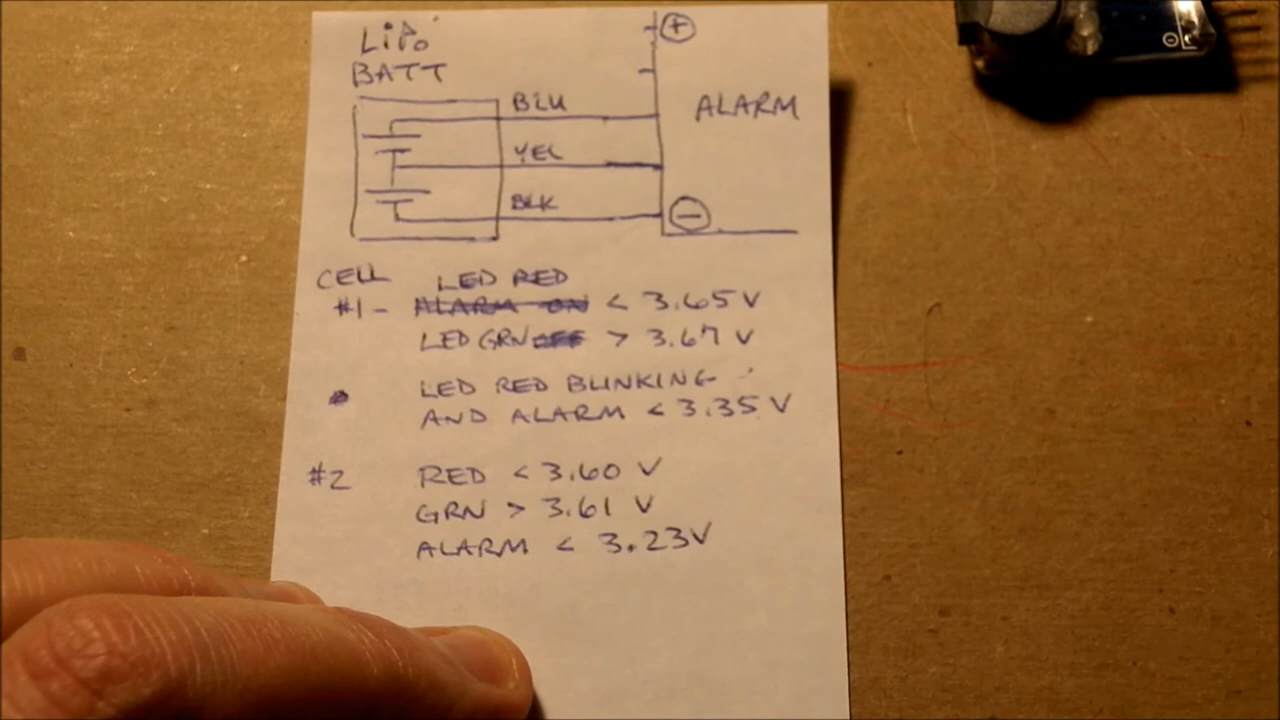 LiPo
BATT
+
BLU
ALARM
YEL
BLK
-
CELL LED RED
#1 - ALARM ON < 3.65 V
LED GRN OFF > 3.67 V
LED RED BLINKING
AND ALARM < 3.35 V
#2 RED < 3.60 V
GRN > 3.61 V
ALARM < 3.23V